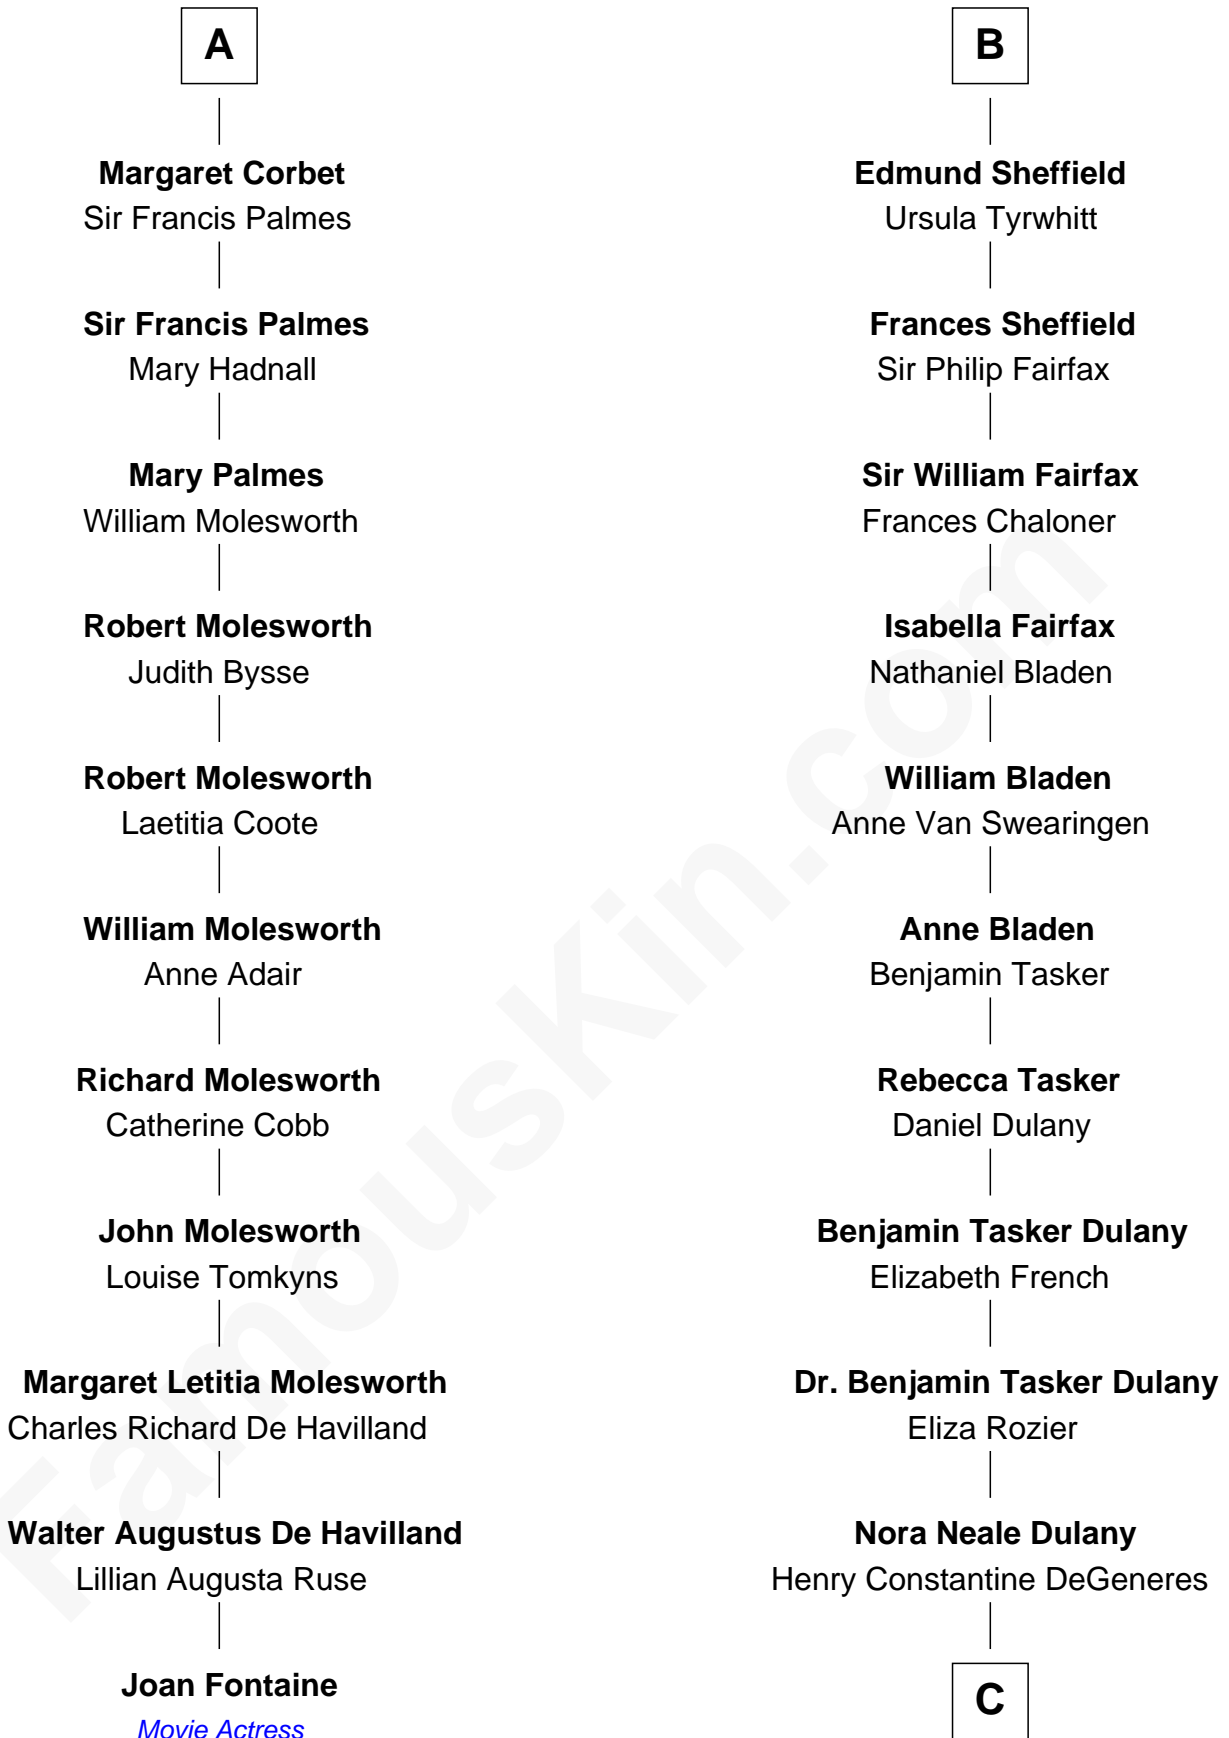 A
Margaret Corbet
Sir Francis Palmes
Sir Francis Palmes
Mary Hadnall
Mary Palmes
William Molesworth
Robert Molesworth
Judith Bysse
Robert Molesworth
Laetitia Coote
William Molesworth
Anne Adair
Richard Molesworth
Catherine Cobb
John Molesworth
Louise Tomkyns
Margaret Letitia Molesworth
Charles Richard De Havilland
Walter Augustus De Havilland
Lillian Augusta Ruse
Joan Fontaine
Movie Actress
B
Edmund Sheffield
Ursula Tyrwhitt
Frances Sheffield
Sir Philip Fairfax
Sir William Fairfax
Frances Chaloner
Isabella Fairfax
Nathaniel Bladen
William Bladen
Anne Van Swearingen
Anne Bladen
Benjamin Tasker
Rebecca Tasker
Daniel Dulany
Benjamin Tasker Dulany
Elizabeth French
Dr. Benjamin Tasker Dulany
Eliza Rozier
Nora Neale Dulany
Henry Constantine DeGeneres
C
FamousKin.com